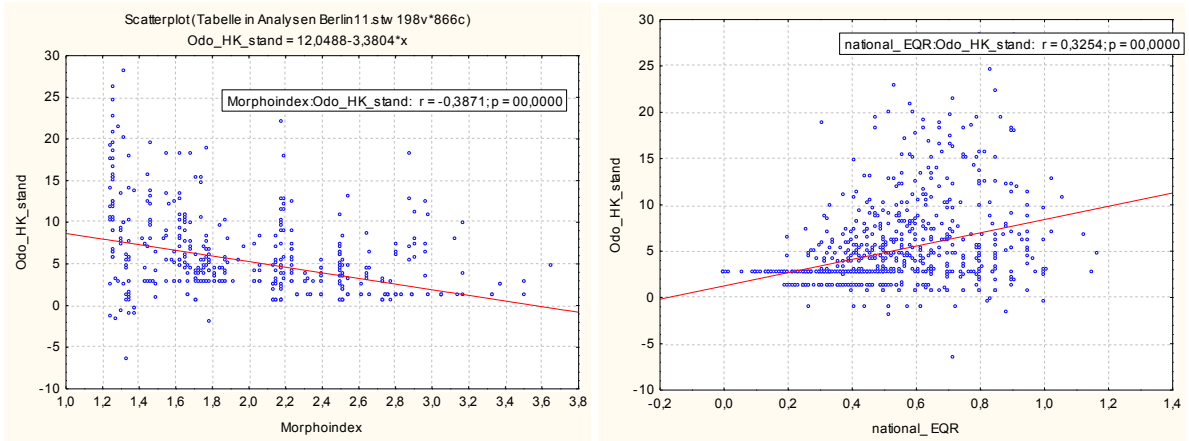 Scatterplot (Tabelle in Analysen Berlin11.stw 198v*866c)
Odo_HK_stand = 12,0488-3,3804*x
Morphoindex:Odo_HK_stand: r = -0,3871; p = 00,0000
30
25
20
15
10
5
0
-5
-10
Odo_HK_stand
1,0 1,2 1,4 1,6 1,8 2,0 2,2 2,4 2,6 2,8 3,0 3,2 3,4 3,6 3,8
Morphoindex
national_EQR:Odo_HK_stand: r = 0,3254; p = 00,0000
30
25
20
15
10
5
0
-5
-10
Odo_HK_stand
-0,2 0,0 0,2 0,4 0,6 0,8 1,0 1,2 1,4
national_EQR